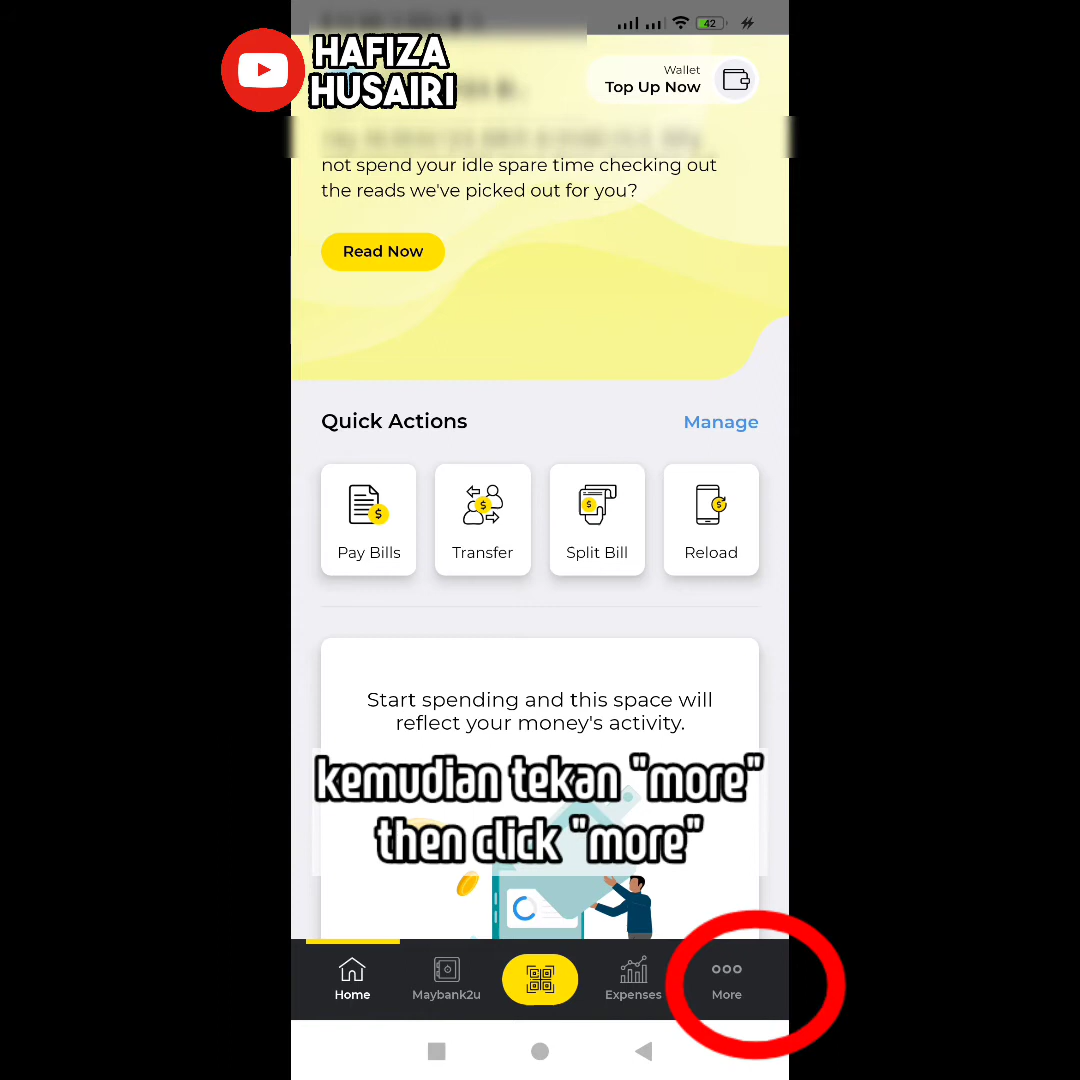 42
HAFIZA
HUSAIRI
Wallet
Top Up Now
not spend your idle spare time checking out
the reads we've picked out for you?
Read Now
Quick Actions
Manage
Pay Bills
Transfer
Split Bill
Reload
Start spending and this space will
reflect your money's activity.
kemudian tekan "more"
then click "more"
Home
Maybank2u
Expenses
More